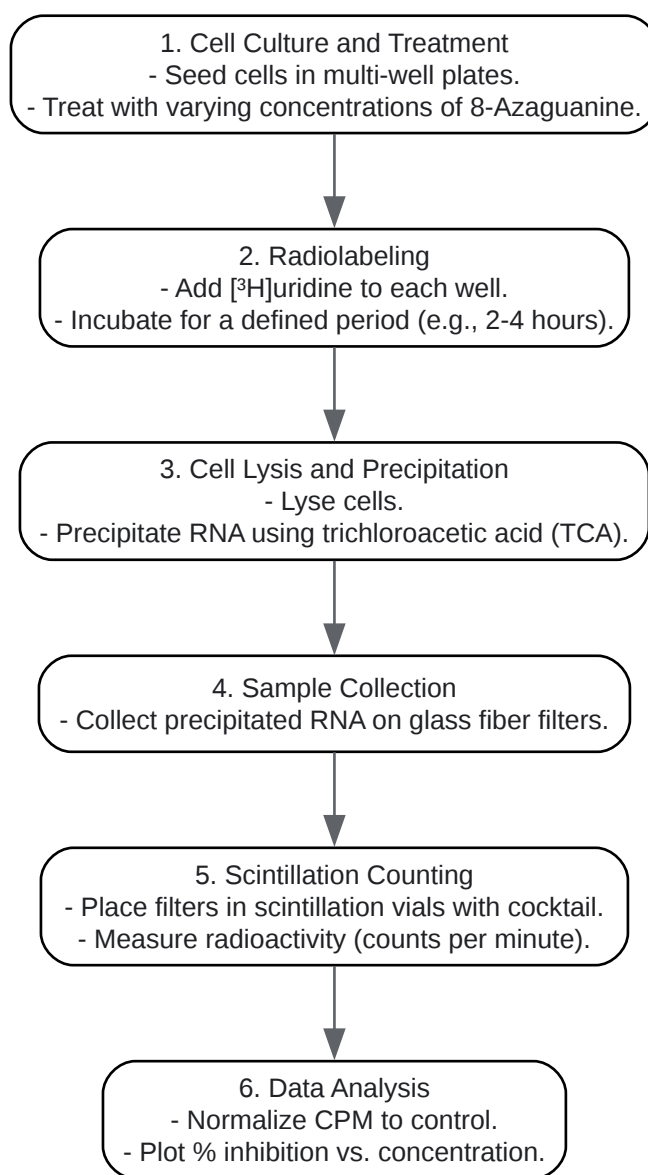 1. Cell Culture and Treatment
- Seed cells in multi-well plates.
- Treat with varying concentrations of 8-Azaguanine.
2. Radiolabeling
- Add [³H]uridine to each well.
- Incubate for a defined period (e.g., 2-4 hours).
3. Cell Lysis and Precipitation
- Lyse cells.
- Precipitate RNA using trichloroacetic acid (TCA).
4. Sample Collection
- Collect precipitated RNA on glass fiber filters.
5. Scintillation Counting
- Place filters in scintillation vials with cocktail.
- Measure radioactivity (counts per minute).
6. Data Analysis
- Normalize CPM to control.
- Plot % inhibition vs. concentration.